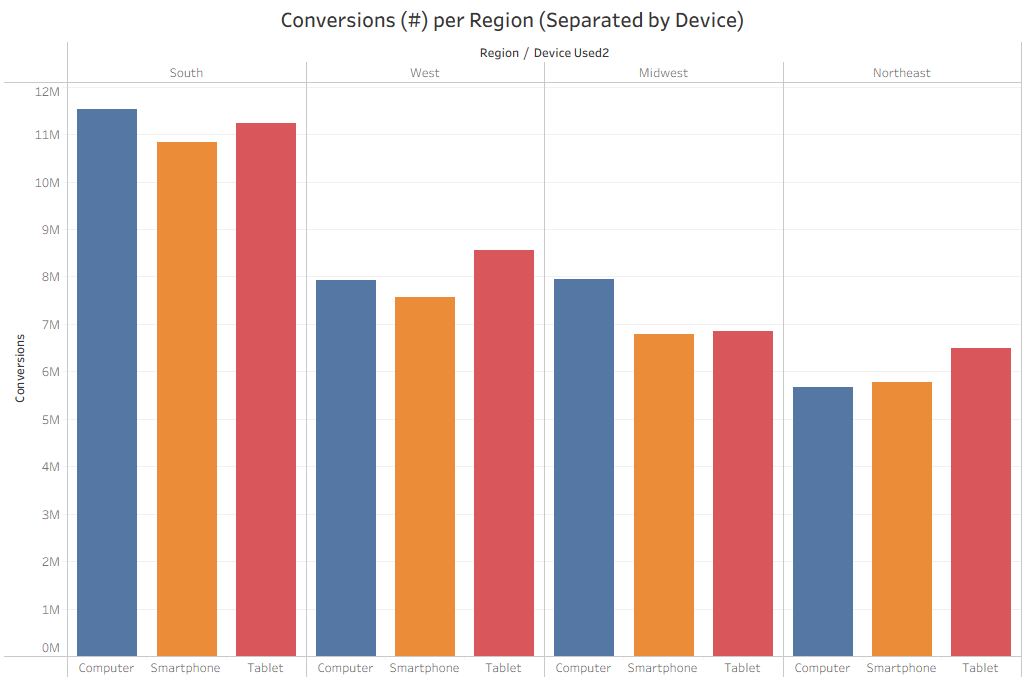 Conversions (#) per Region (Separated by Device)
Region / Device Used2
South West Midwest Northeast
12M
11M
10M
9M
8M
7M
6M
5M
4M
3M
2M
1M
0M
Conversions
Computer Smartphone Tablet Computer Smartphone Tablet Computer Smartphone Tablet Computer Smartphone Tablet